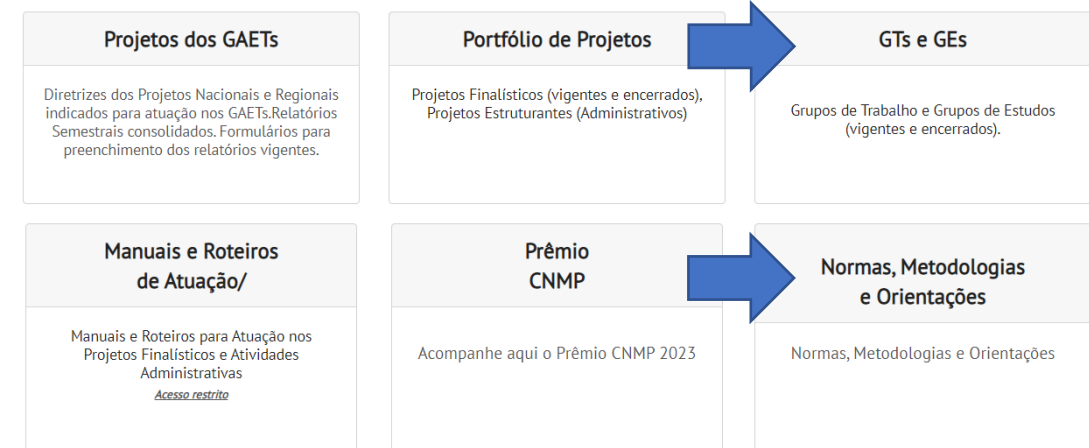 Projetos dos GAETs
Diretrizes dos Projetos Nacionais e Regionais
indicados para atuação nos GAETs.Relatórios
Semestrais consolidados. Formulários para
preenchimento dos relatórios vigentes.
Portfólio de Projetos
Projetos Finalísticos (vigentes e encerrados),
Projetos Estruturantes (Administrativos)
GTs e GEs
Grupos de Trabalho e Grupos de Estudos
(vigentes e encerrados).
Manuais e Roteiros
de Atuação/
Manuais e Roteiros para Atuação nos
Projetos Finalísticos e Atividades
Administrativas
Acesso restrito
Prêmio
CNMP
Acompanhe aqui o Prêmio CNMP 2023
Normas, Metodologias
e Orientações
Normas, Metodologias e Orientações